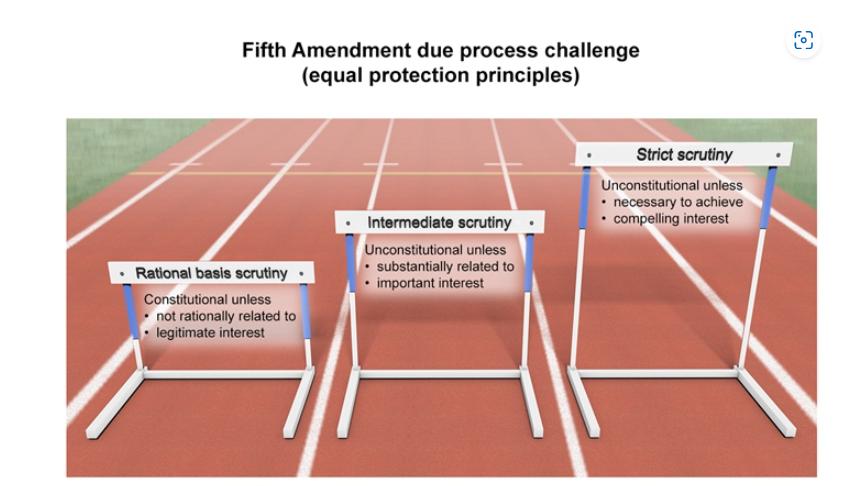 Fifth Amendment due process challenge
(equal protection principles)
Strict scrutiny
Unconstitutional unless
• necessary to achieve
• compelling interest
Intermediate scrutiny
Unconstitutional unless
• substantially related to
• important interest
Rational basis scrutiny
Constitutional unless
• not rationally related to
• legitimate interest